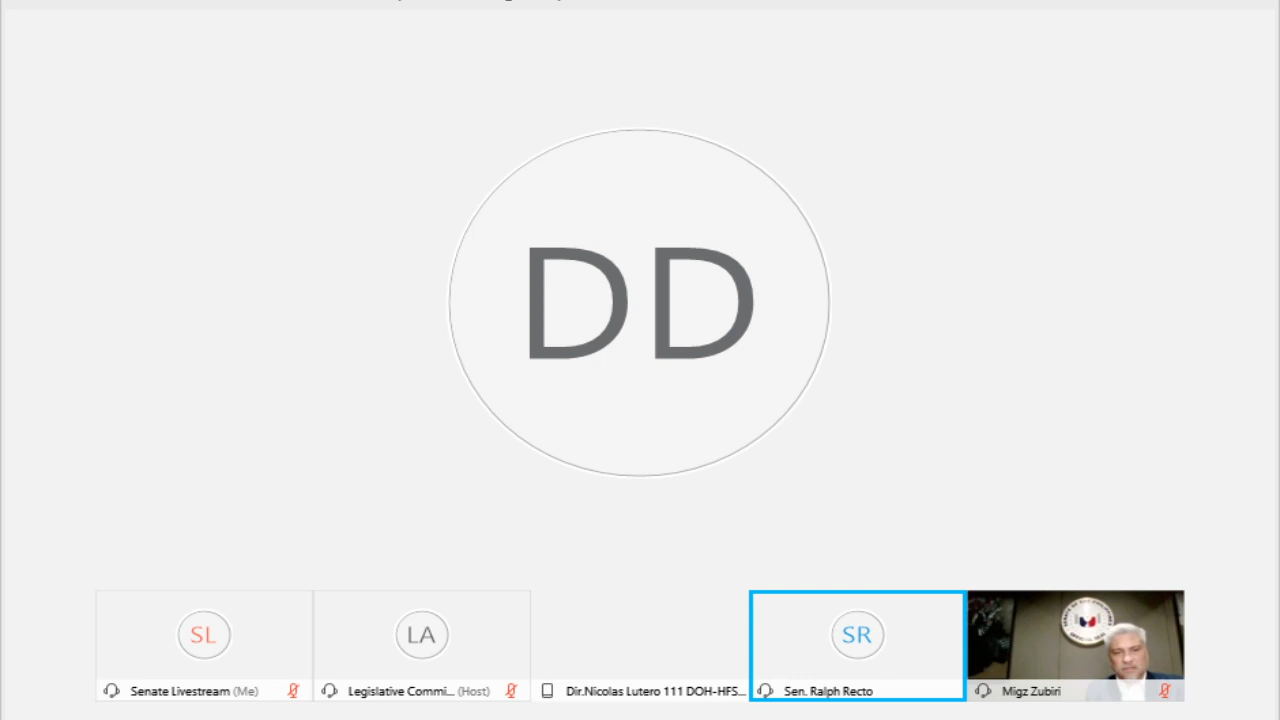 DD
SL
LA
SR
Senate Livestream (Me)
Legislative Commi... (Host)
Dir.Nicolas Lutero 111 DOH-HFS...
Sen. Ralph Recto
Migz Zubiri